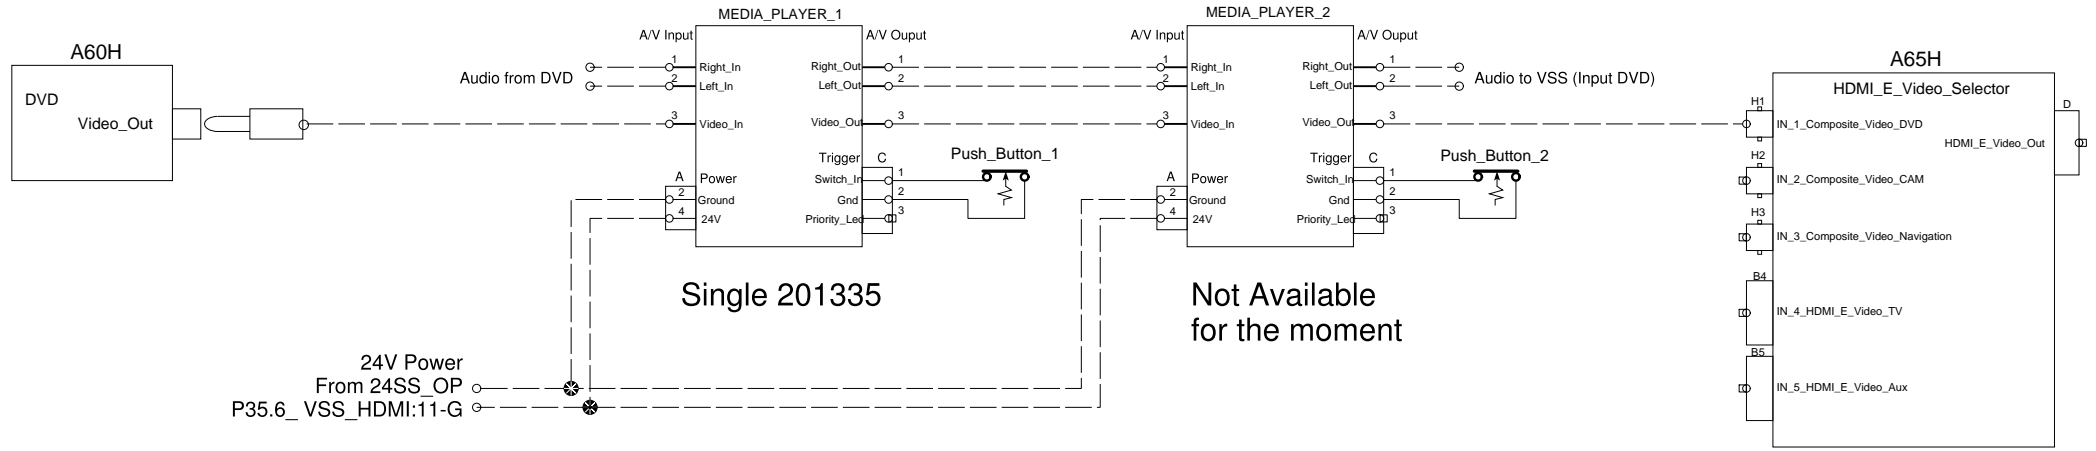 MEDIA_PLAYER_1
MEDIA_PLAYER_2
A60H
DVD
Video_Out
Audio from DVD
A/V Input
A/V Ouput
1
Right_In
2
Left_In
3
Video_In
A
Power
2
Ground
4
24V
Right_Out
1
Left_Out
2
Video_Out
3
Trigger
C
Switch_In
1
Gnd
2
Priority_Led
3
Push_Button_1
Single 201335
A/V Input
A/V Ouput
1
Right_In
2
Left_In
3
Video_In
A
Power
2
Ground
4
24V
Right_Out
1
Left_Out
2
Video_Out
3
Trigger
C
Switch_In
1
Gnd
2
Priority_Led
3
Audio to VSS (Input DVD)
Push_Button_2
Not Available
for the moment
24V Power
From 24SS_OP
P35.6_ VSS_HDMI:11-G
A65H
HDMI_E_Video_Selector
H1
IN_1_Composite_Video_DVD
D
HDMI_E_Video_Out
H2
IN_2_Composite_Video_CAM
H3
IN_3_Composite_Video_Navigation
B4
IN_4_HDMI_E_Video_TV
B5
IN_5_HDMI_E_Video_Aux